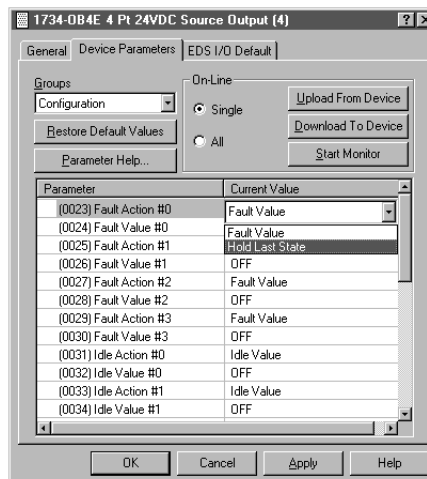 1734-OB4E 4 Pt 24VDC Source Output (4)
General Device Parameters EDS I/O Default
Groups
Configuration
Restore Default Values
Parameter Help...
On-Line
Single
All
Upload From Device
Download To Device
Start Monitor
Parameter Current Value
(0023) Fault Action #0 Fault Value
(0024) Fault Value #0 Fault Value
(0025) Fault Action #1 Hold Last State
(0026) Fault Value #1 OFF
(0027) Fault Action #2 Fault Value
(0028) Fault Value #2 OFF
(0029) Fault Action #3 Fault Value
(0030) Fault Value #3 OFF
(0031) Idle Action #0 Idle Value
(0032) Idle Value #0 OFF
(0033) Idle Action #1 Idle Value
(0034) Idle Value #1 OFF
OK Cancel Apply Help